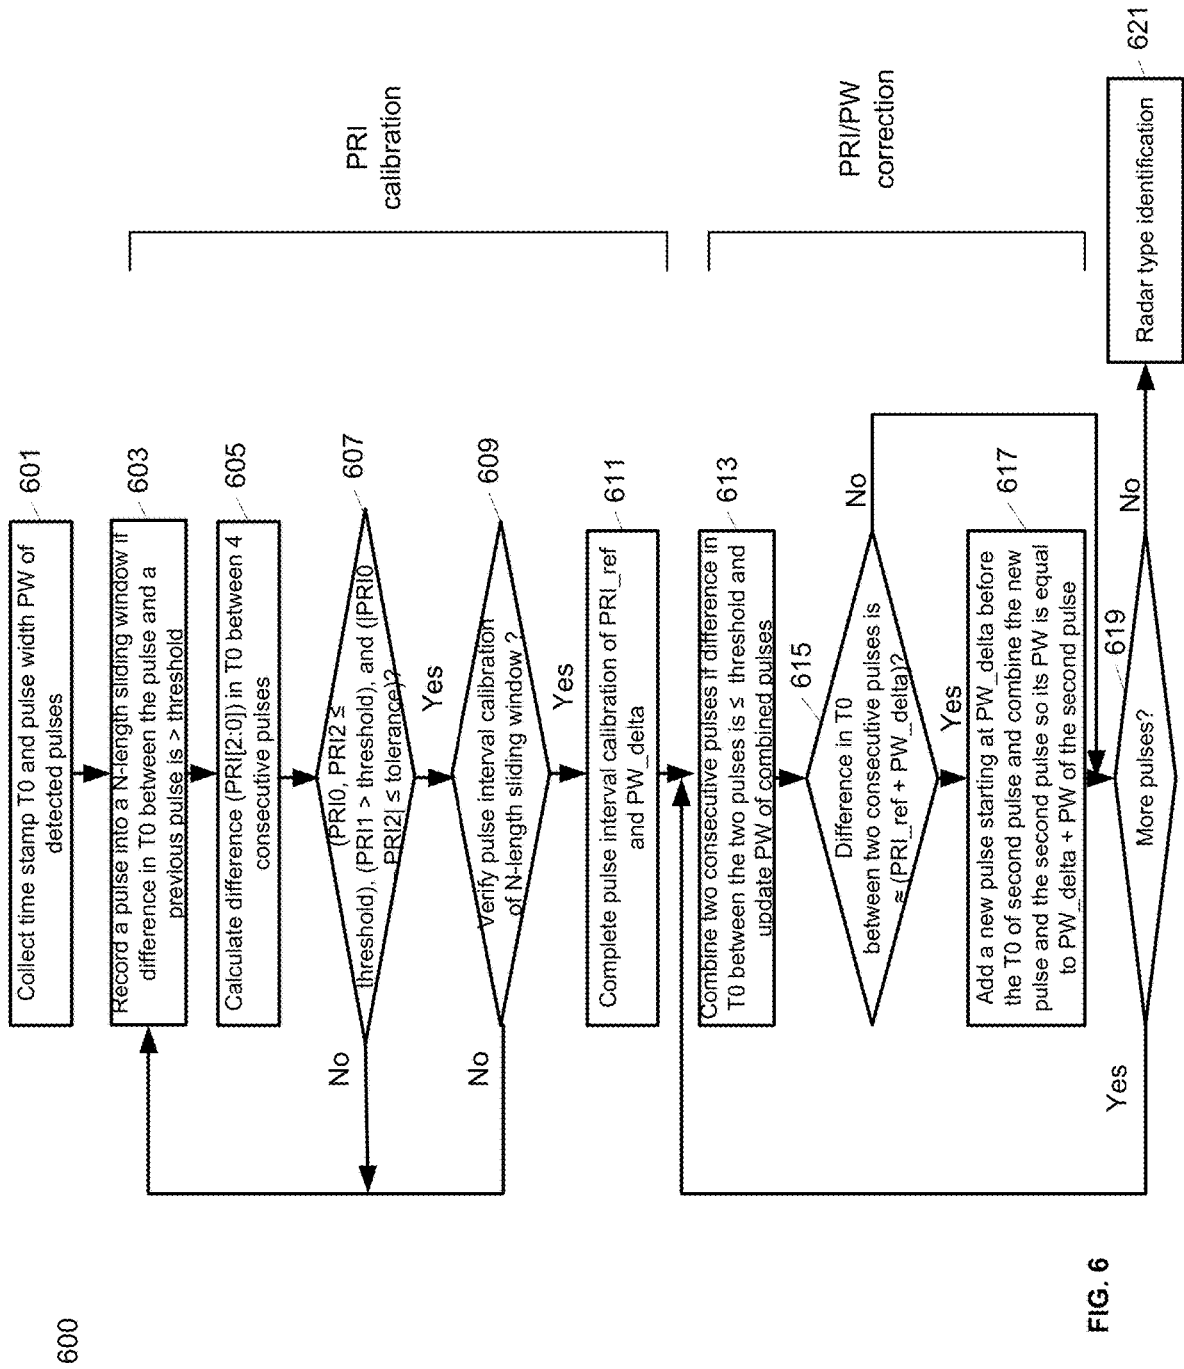 600
Collect time stamp T0 and pulse width PW of
detected pulses
601
Record a pulse into a N-length sliding window if
difference in T0 between the pulse and a
previous pulse is > threshold
603
Calculate difference (PRI[2:0]) in T0 between 4
consecutive pulses
605
(PRI0, PRI2 ≤
threshold), (PRI1 > threshold), and (|PRI0
_PRI2| ≤ tolerance)?
607
No
Yes
Verify pulse interval calibration
of N-length sliding window ?
609
No
Yes
Complete pulse interval calibration of PRI_ref
and PW_delta
611
PRI
calibration
Combine two consecutive pulses if difference in
T0 between the two pulses is ≤ threshold and
update PW of combined pulses
613
615
Difference in T0
between two consecutive pulses is
≈ (PRI_ref + PW_delta)?
No
Yes
Add a new pulse starting at PW_delta before
the T0 of second pulse and combine the new
pulse and the second pulse so its PW is equal
to PW_delta + PW of the second pulse
617
PRI/PW
correction
619
More pulses?
Yes
No
Radar type identification
621
FIG. 6